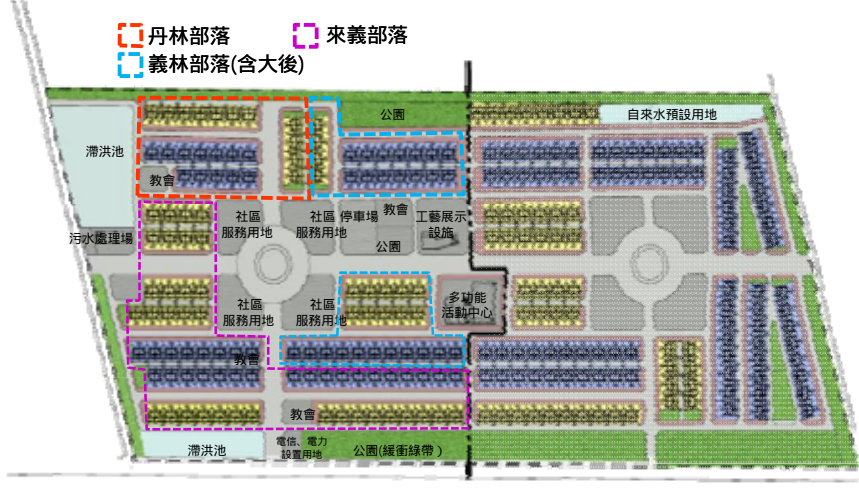 丹林部落
來義部落
義林部落(含大後)
公園
自來水預設用地
滯洪池
教會
社區
服務用地
社區
服務用地
停車場
教會
工藝展示
設施
公園
污水處理場
社區
服務用地
社區
服務用地
多功能
活動中心
教會
教會
滯洪池
電信、電力
設置用地
公園(緩衝綠帶)